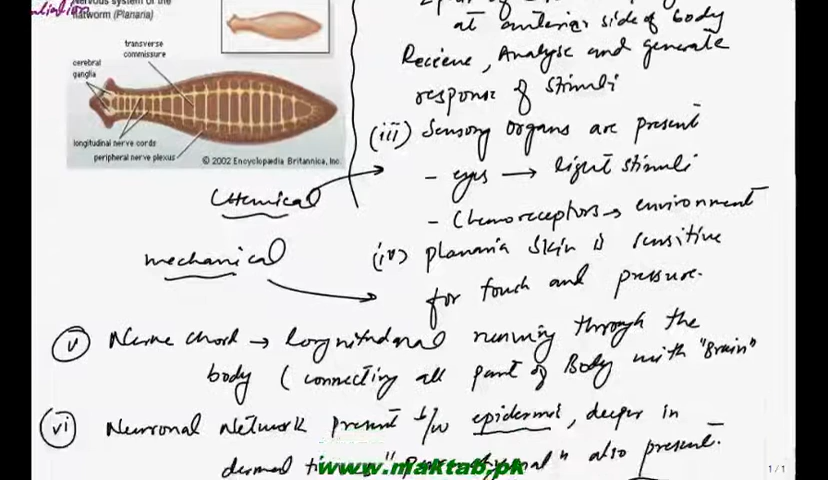 Nervous system of the
flatworm (Planaria)
transverse
commissure
cerebral
ganglia
longitudinal nerve cords
peripheral nerve plexus
© 2002 Encyclopædia Britannica, Inc.
at anterior side of body
Recieve, Analyse and generate
response of stimuli
(iii) Sensory organs are present
- eyes → light stimuli
- Chemoreceptors → environment
Chemical
(iv) Planaria skin is sensitive
for touch and pressure.
mechanical
(v) Nerve chord → longnitudanal running through the
body (connecting all part of Body with "Brain"
(vi) Neuronal Network present b/w epidermis, deeper in
dermal also present.
www.maktab.pk
1/1